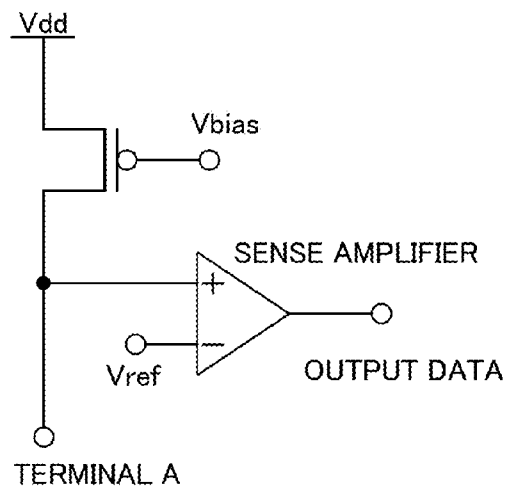 Vdd
Vbias
SENSE AMPLIFIER
+
−
Vref
OUTPUT DATA
TERMINAL A